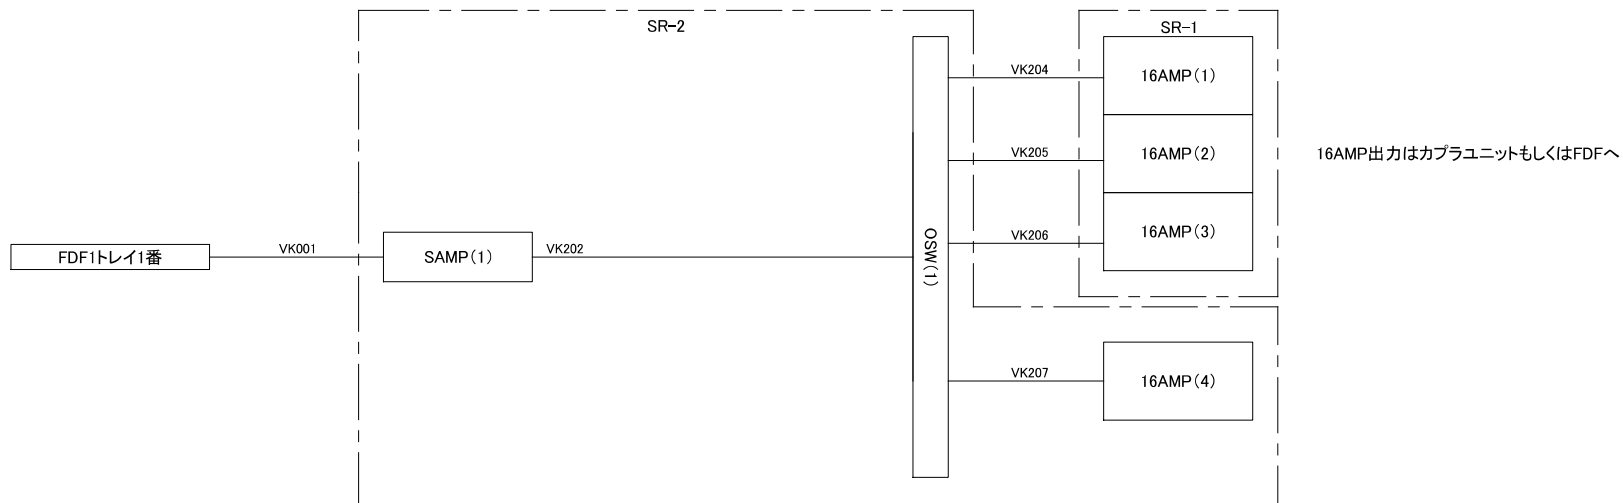 SR-2
SR-1
VK204
16AMP(1)
VK205
16AMP(2)
16AMP出力はカプラユニットもしくはFDFへ
VK206
16AMP(3)
FDF1トレイ1番
VK001
SAMP(1)
VK202
OSW(1)
VK207
16AMP(4)